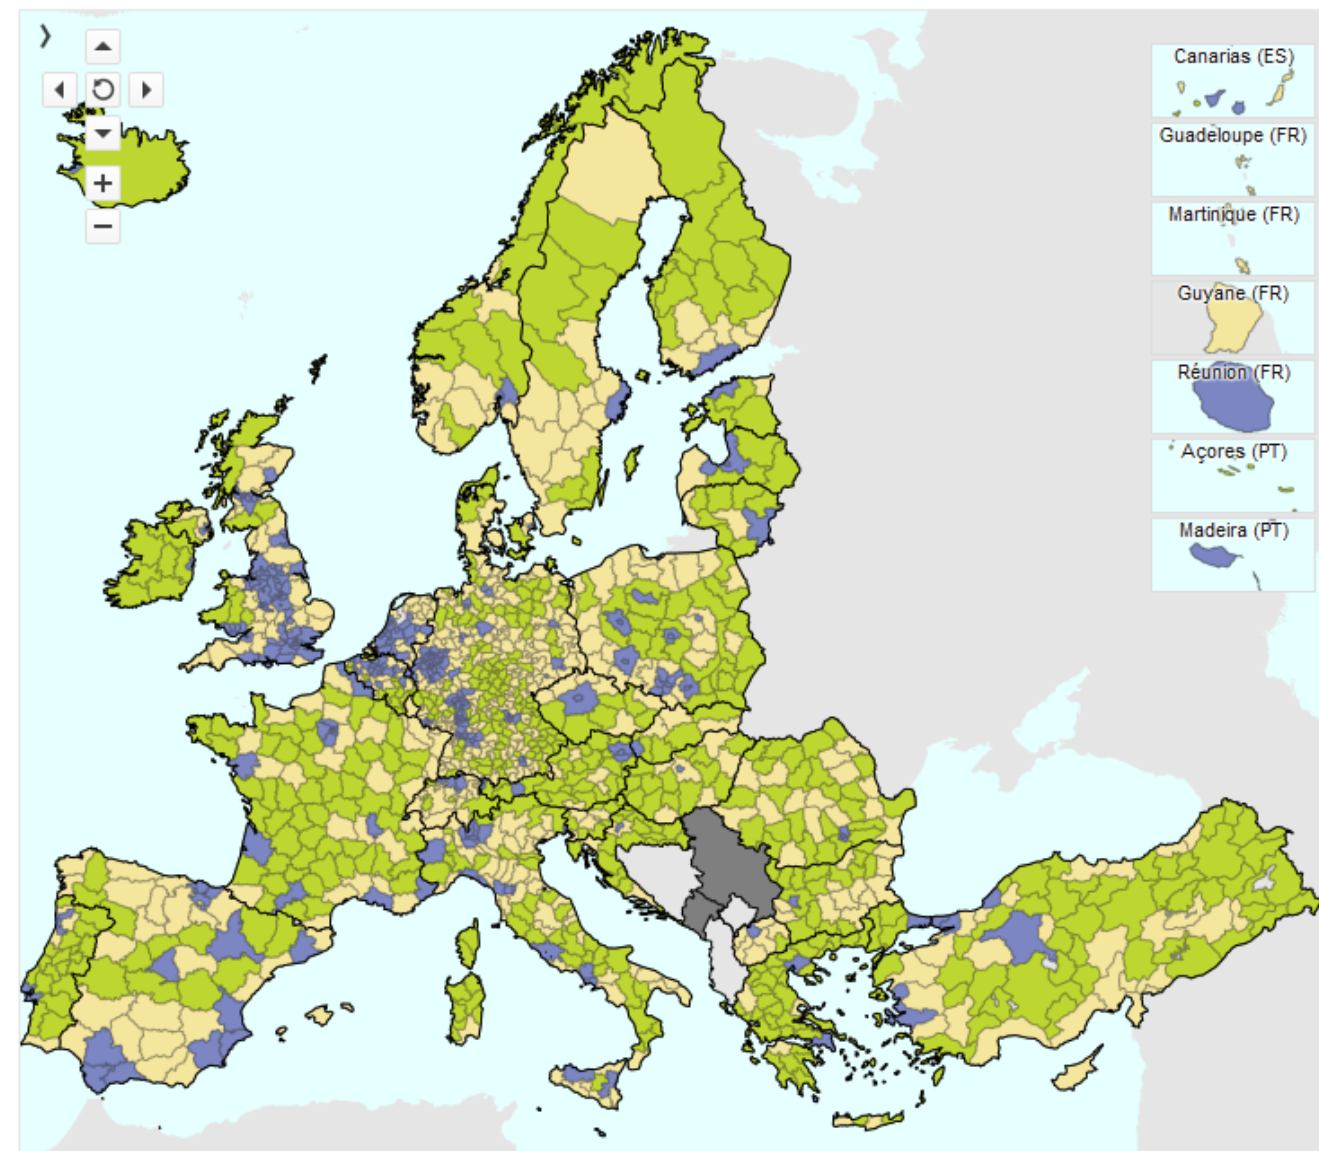 Canarias (ES)
Guadeloupe (FR)
Martinique (FR)
Guyane (FR)
Réunion (FR)
Açores (PT)
Madeira (PT)